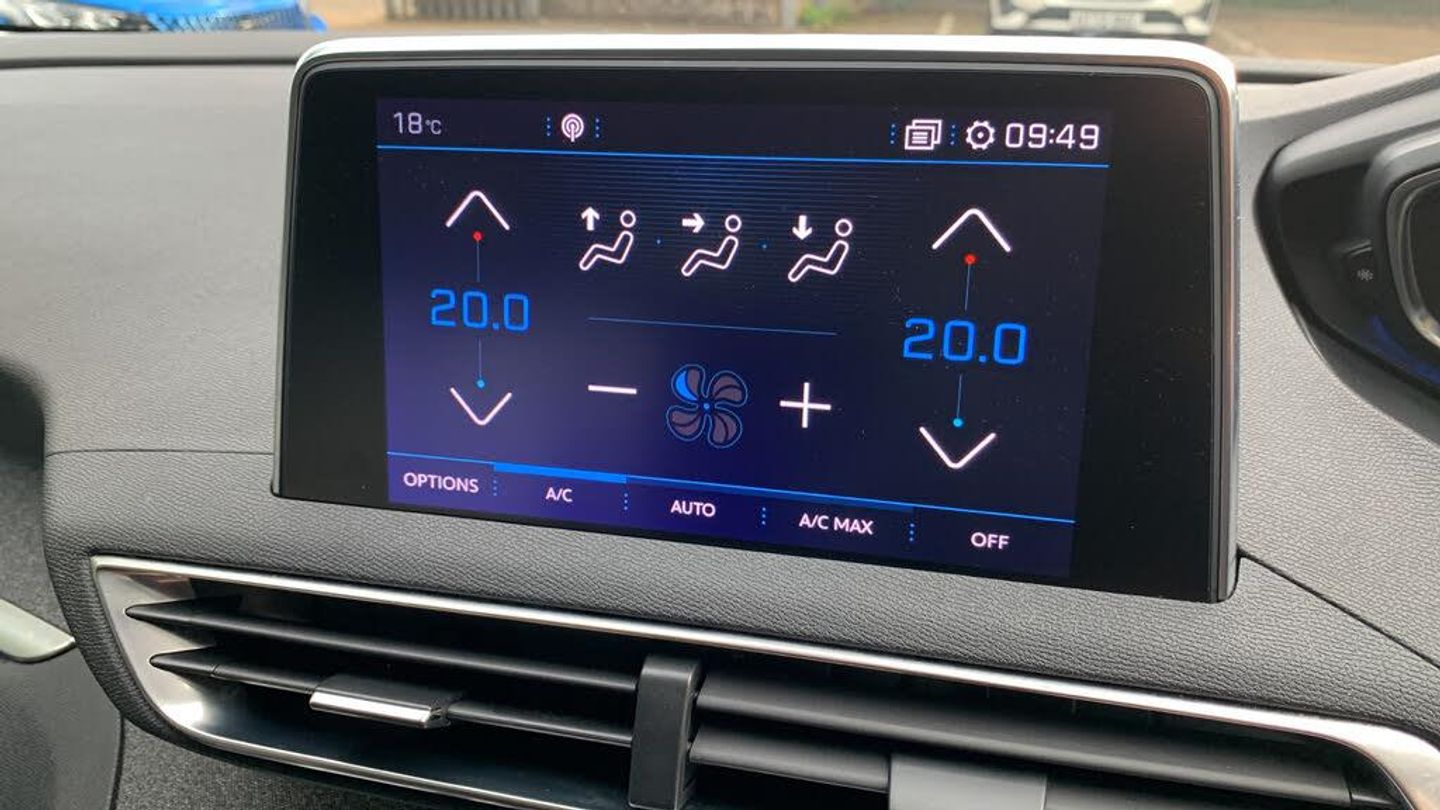 18°C
09:49
20.0
20.0
OPTIONS
A/C
AUTO
A/C MAX
OFF